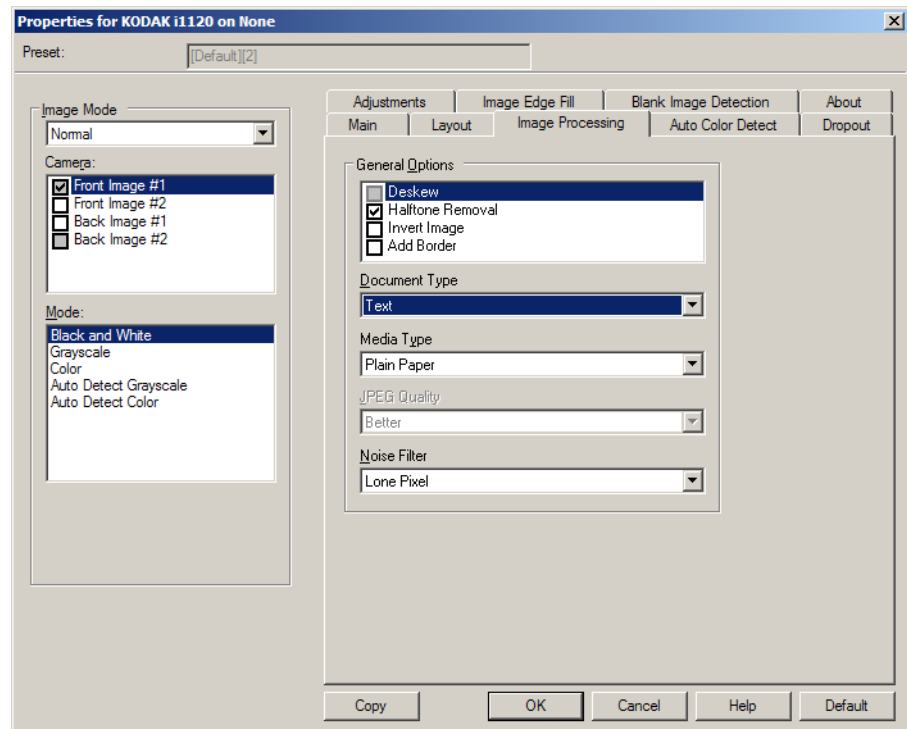 Properties for KODAK i1120 on None
Preset:
[Default][2]
Image Mode
Normal
Camera:
Front Image #1
Front Image #2
Back Image #1
Back Image #2
Mode:
Black and White
Grayscale
Color
Auto Detect Grayscale
Auto Detect Color
Adjustments
Image Edge Fill
Blank Image Detection
About
Main
Layout
Image Processing
Auto Color Detect
Dropout
General Options
Deskew
Halftone Removal
Invert Image
Add Border
Document Type
Text
Media Type
Plain Paper
JPEG Quality
Better
Noise Filter
Lone Pixel
Copy
OK
Cancel
Help
Default